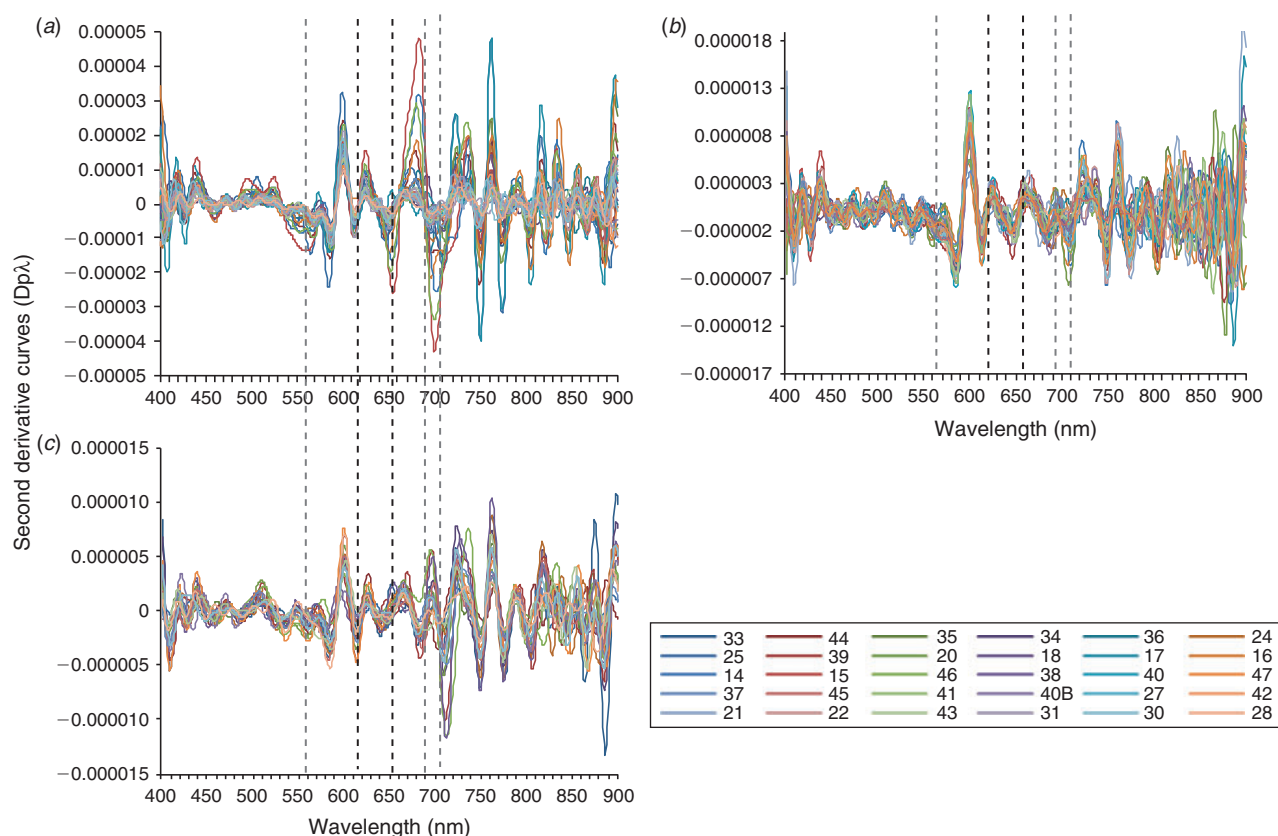 (a)
0.00005
0.00004
0.00003
0.00002
0.00001
0
−0.00001
−0.00002
−0.00003
−0.00004
−0.00005
400 450 500 550 600 650 700 750 800 850 900
(b)
0.000018
0.000008
0.000003
−0.000002
−0.000007
−0.000012
−0.000017
400 450 500 550 600 650 700 750 800 850 900
Wavelength (nm)
Second derivative curves (Dpλ)
(c)
0.000015
0.000010
0.000005
0
−0.000005
−0.000010
−0.000015
400 450 500 550 600 650 700 750 800 850 900
Wavelength (nm)
33 44 35 34 36 24
25 39 20 18 17 16
14 15 46 38 40 47
37 45 41 40B 27 42
21 22 43 31 30 28